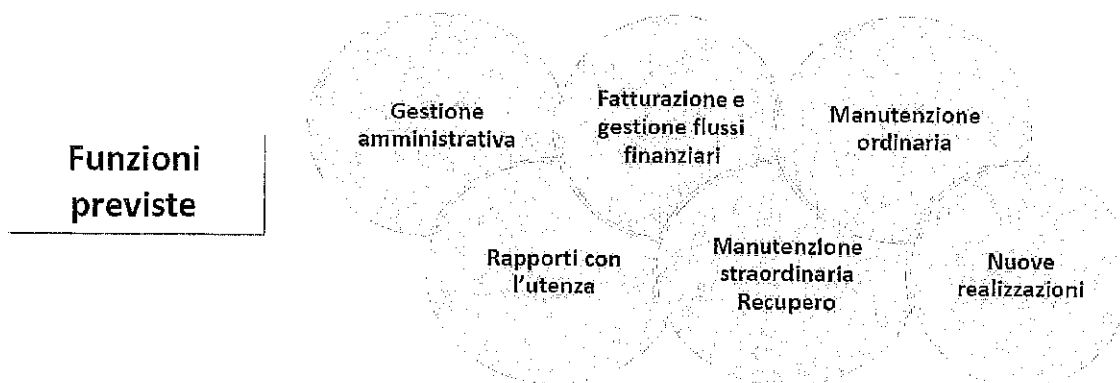 Funzioni
previste
Gestione
amministrativa
Fatturazione e
gestione flussi
finanziari
Manutenzione
ordinaria
Rapporti con
l'utenza
Manutenzione
straordinaria
Recupero
Nuove
realizzazioni